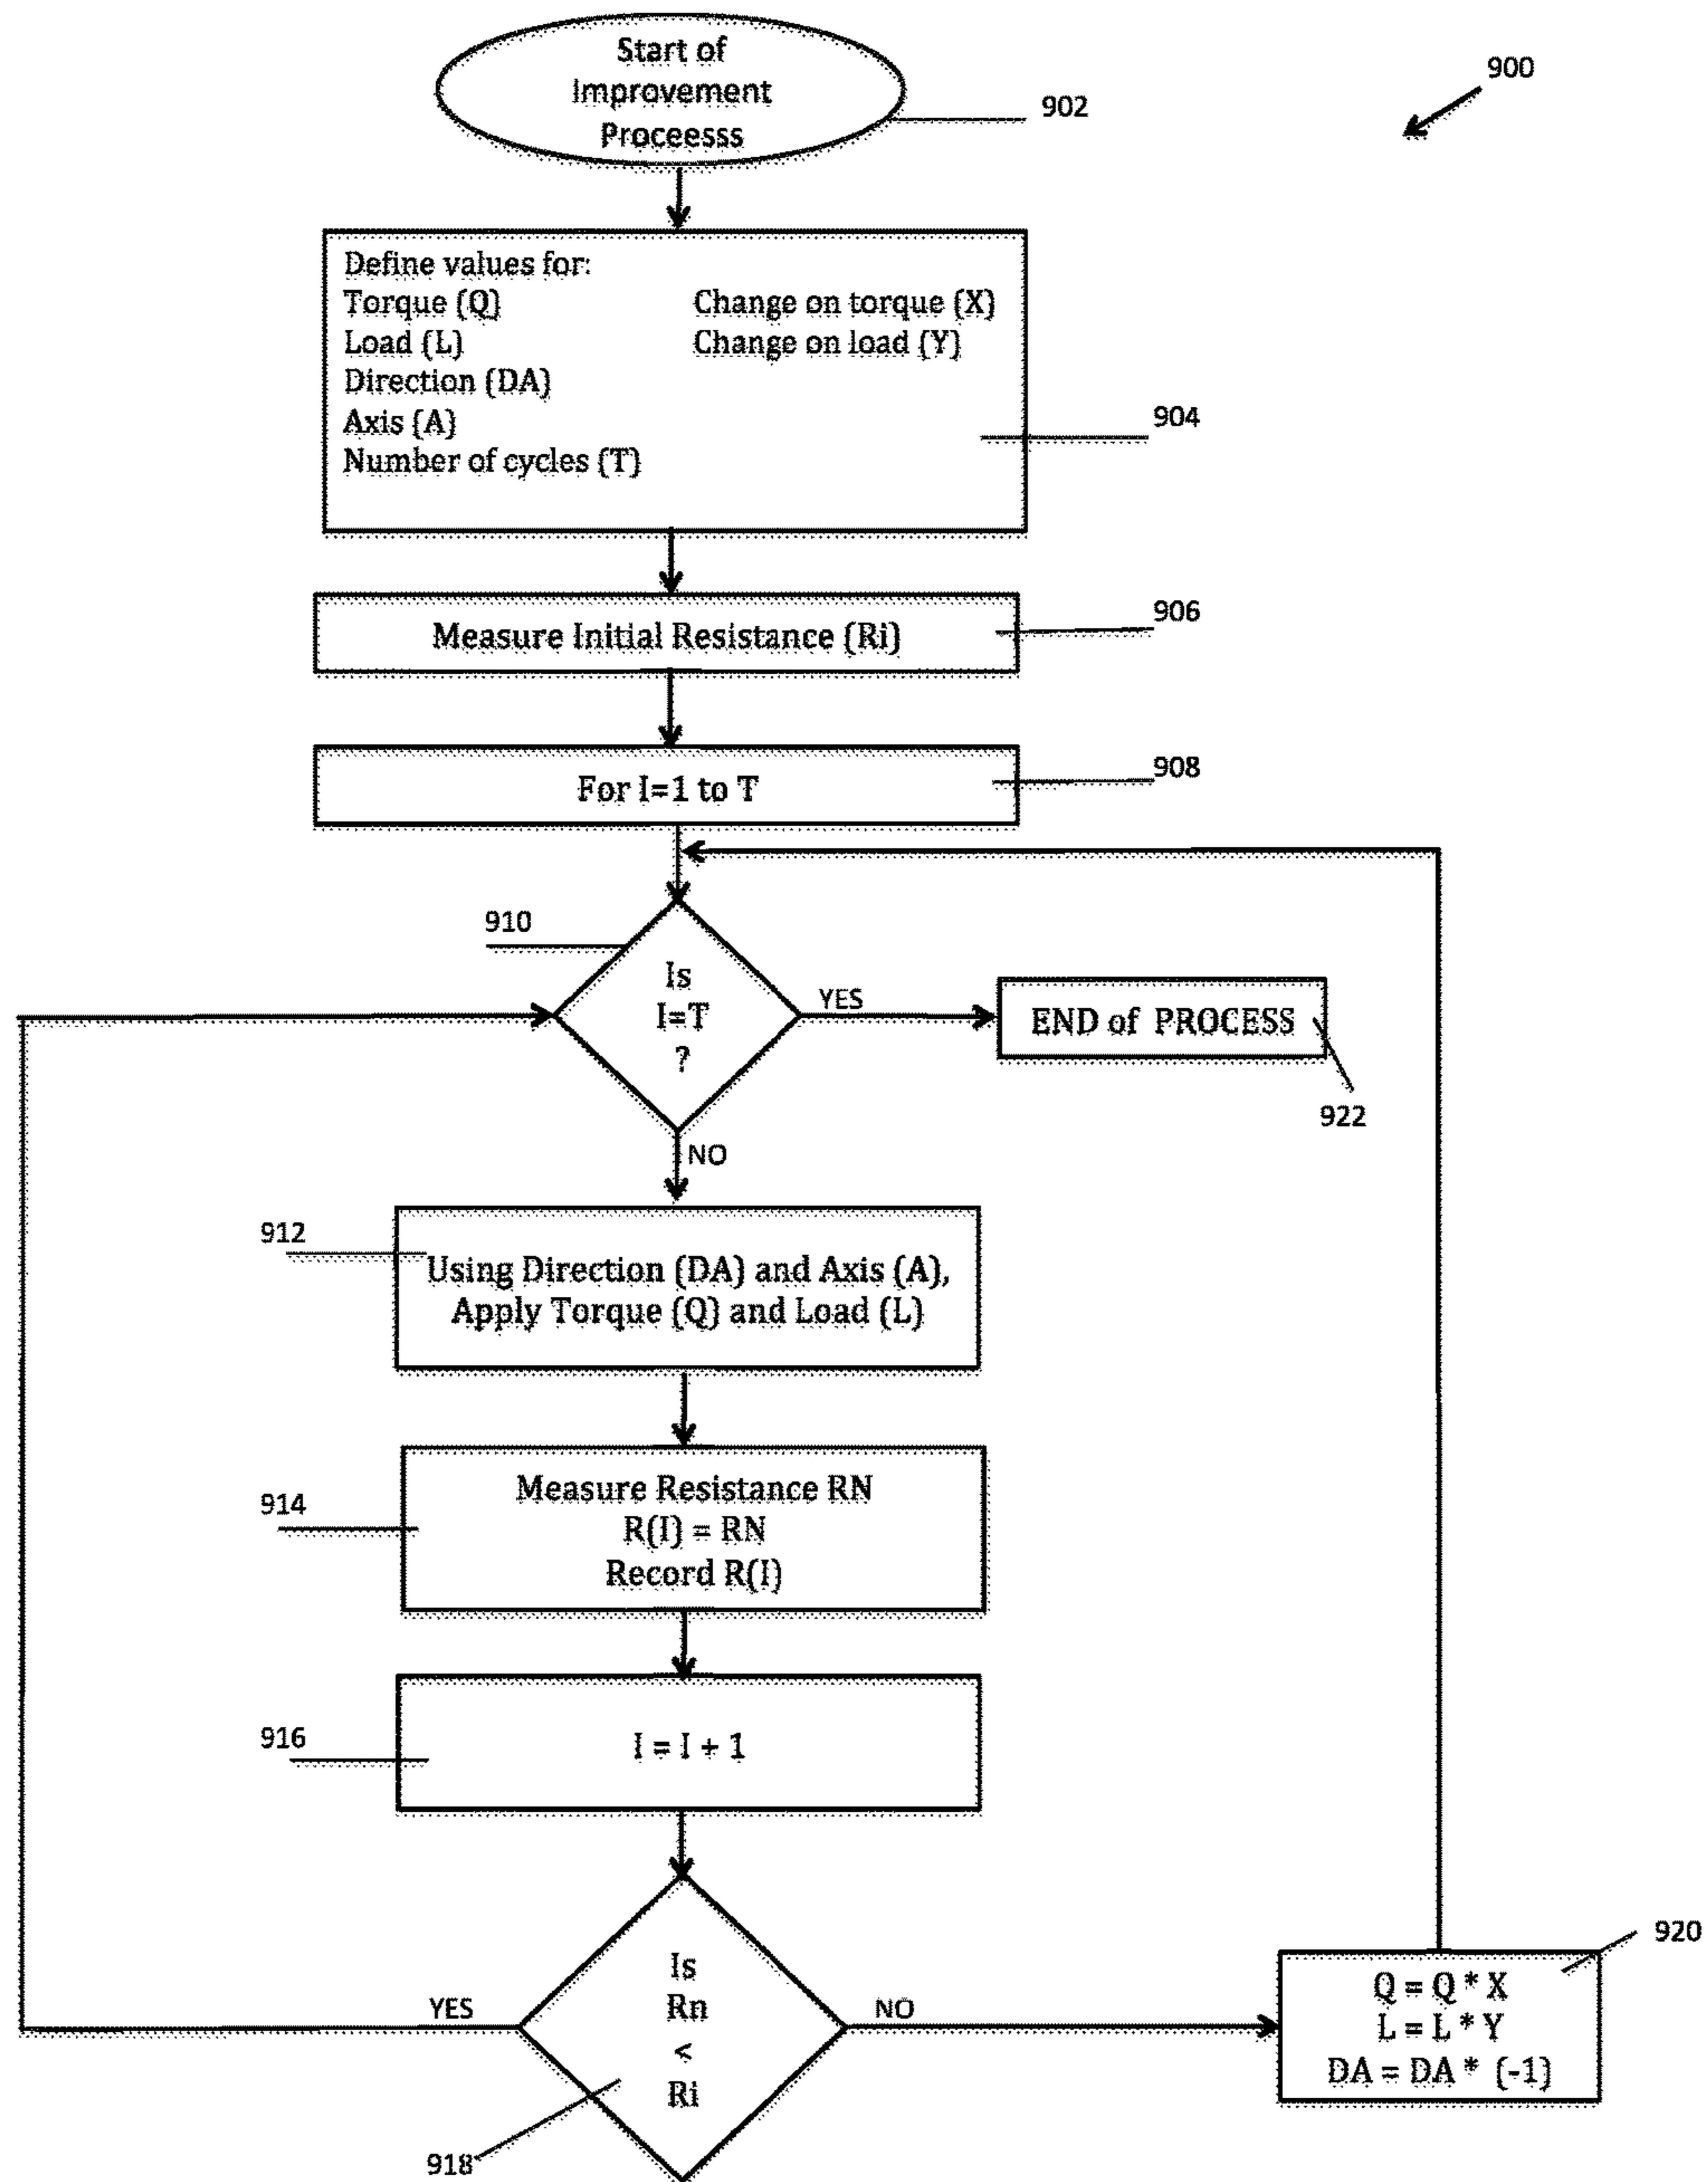 Start of
Improvement
Proceesss
902
900
Define values for:
Torque (Q)
Change on torque (X)
Load (L)
Change on load (Y)
Direction (DA)
Axis (A)
Number of cycles (T)
904
Measure Initial Resistance (Ri)
906
For I=1 to T
908
910
Is
I=T
?
YES
END of PROCESS
922
NO
912
Using Direction (DA) and Axis (A),
Apply Torque (Q) and Load (L)
914
Measure Resistance RN
R(I) = RN
Record R(I)
916
I = I + 1
Is
Rn
<
Ri
YES
NO
918
920
Q = Q * X
L = L * Y
DA = DA * (-1)